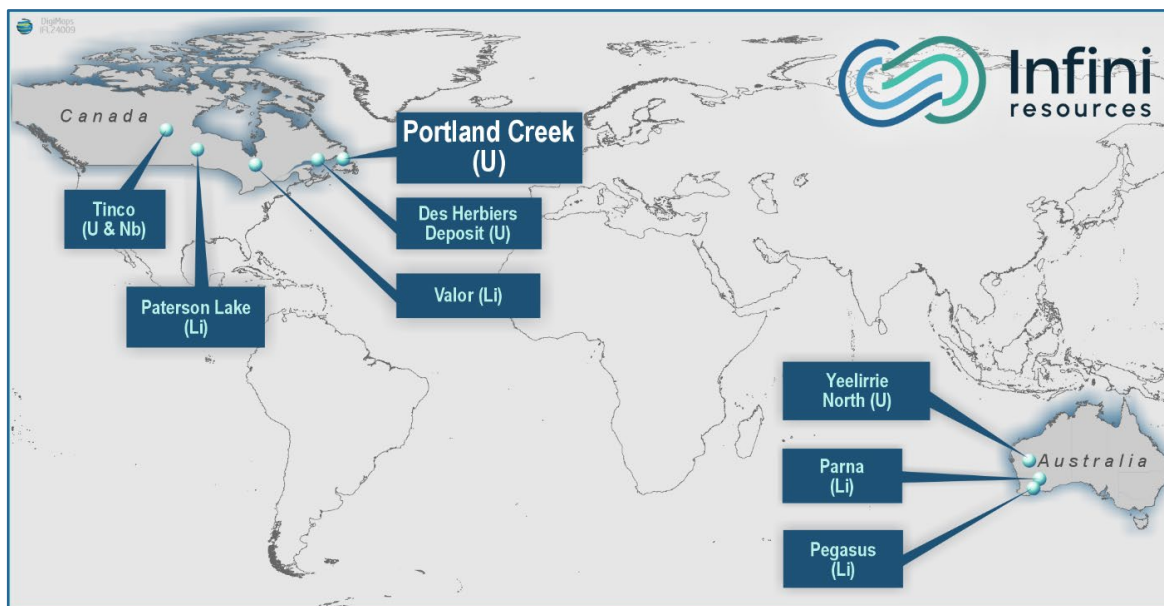 DigiMaps
IFL24009
Infini
resources
Canada
Portland Creek
(U)
Tinco
(U & Nb)
Des Herbiers
Deposit (U)
Paterson Lake
(Li)
Valor (Li)
Yeelirrie
North (U)
Australia
Parna
(Li)
Pegasus
(Li)